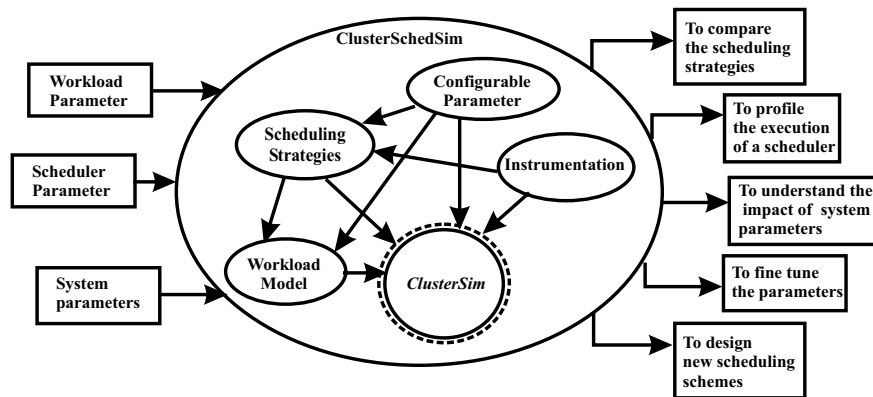 ClusterSchedSim
Workload
Parameter
Scheduler
Parameter
System
parameters
Configurable
Parameter
Scheduling
Strategies
Instrumentation
Workload
Model
ClusterSim
To compare
the scheduling
strategies
To profile
the execution
of a scheduler
To understand the
impact of system
parameters
To fine tune
the parameters
To design
new scheduling
schemes